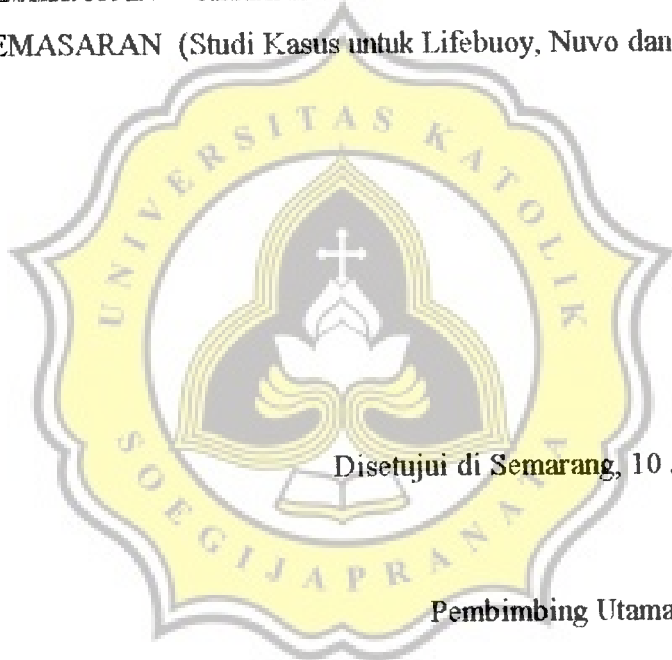 EMASARAN (Studi Kasus untuk Lifebuoy, Nuvo dan
UNIVERSITAS KATOLIK
SOEGIJAPRANATA
Disetujui di Semarang, 10
Pembimbing Utama